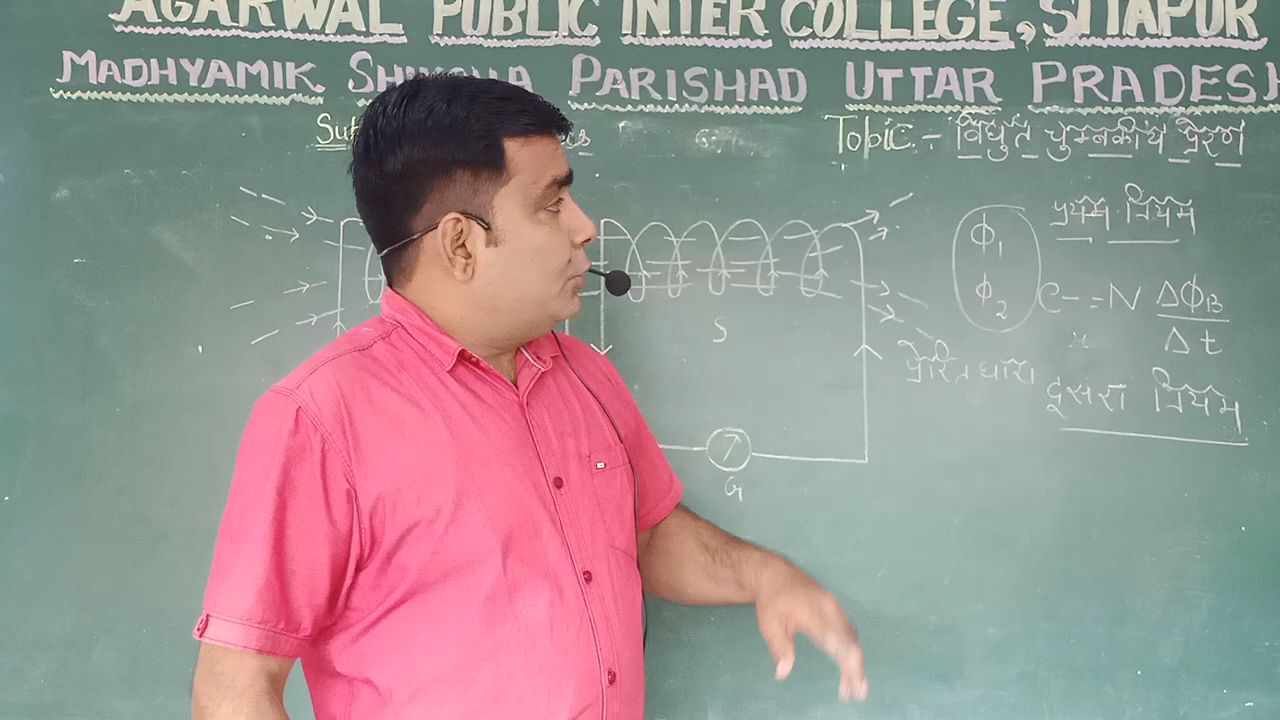 AGARWAL PUBLIC INTER COLLEGE, SITAPUR
MADHYAMIK SHIKSHA PARISHAD UTTAR PRADESH
Topic :- विद्युत चुम्बकीय प्रेरण
प्रथम नियम
ϕ₁
ϕ₂
e- = N ΔϕB
Δt
S
प्रेरित धारा
दूसरा नियम
G